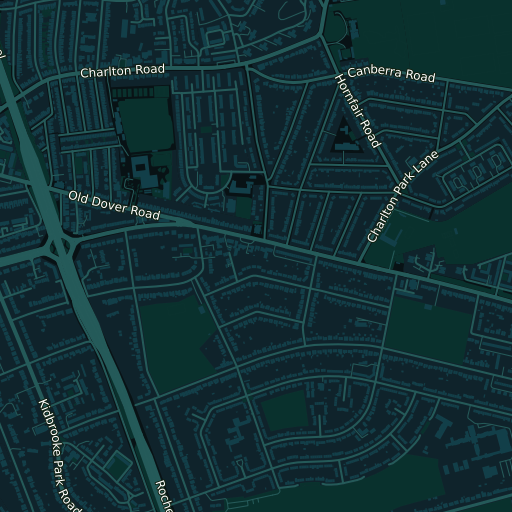 Charlton Road
Canberra Road
Hornfair Road
Charlton Park Lane
Old Dover Road
Kidbrooke Park Road
Roche